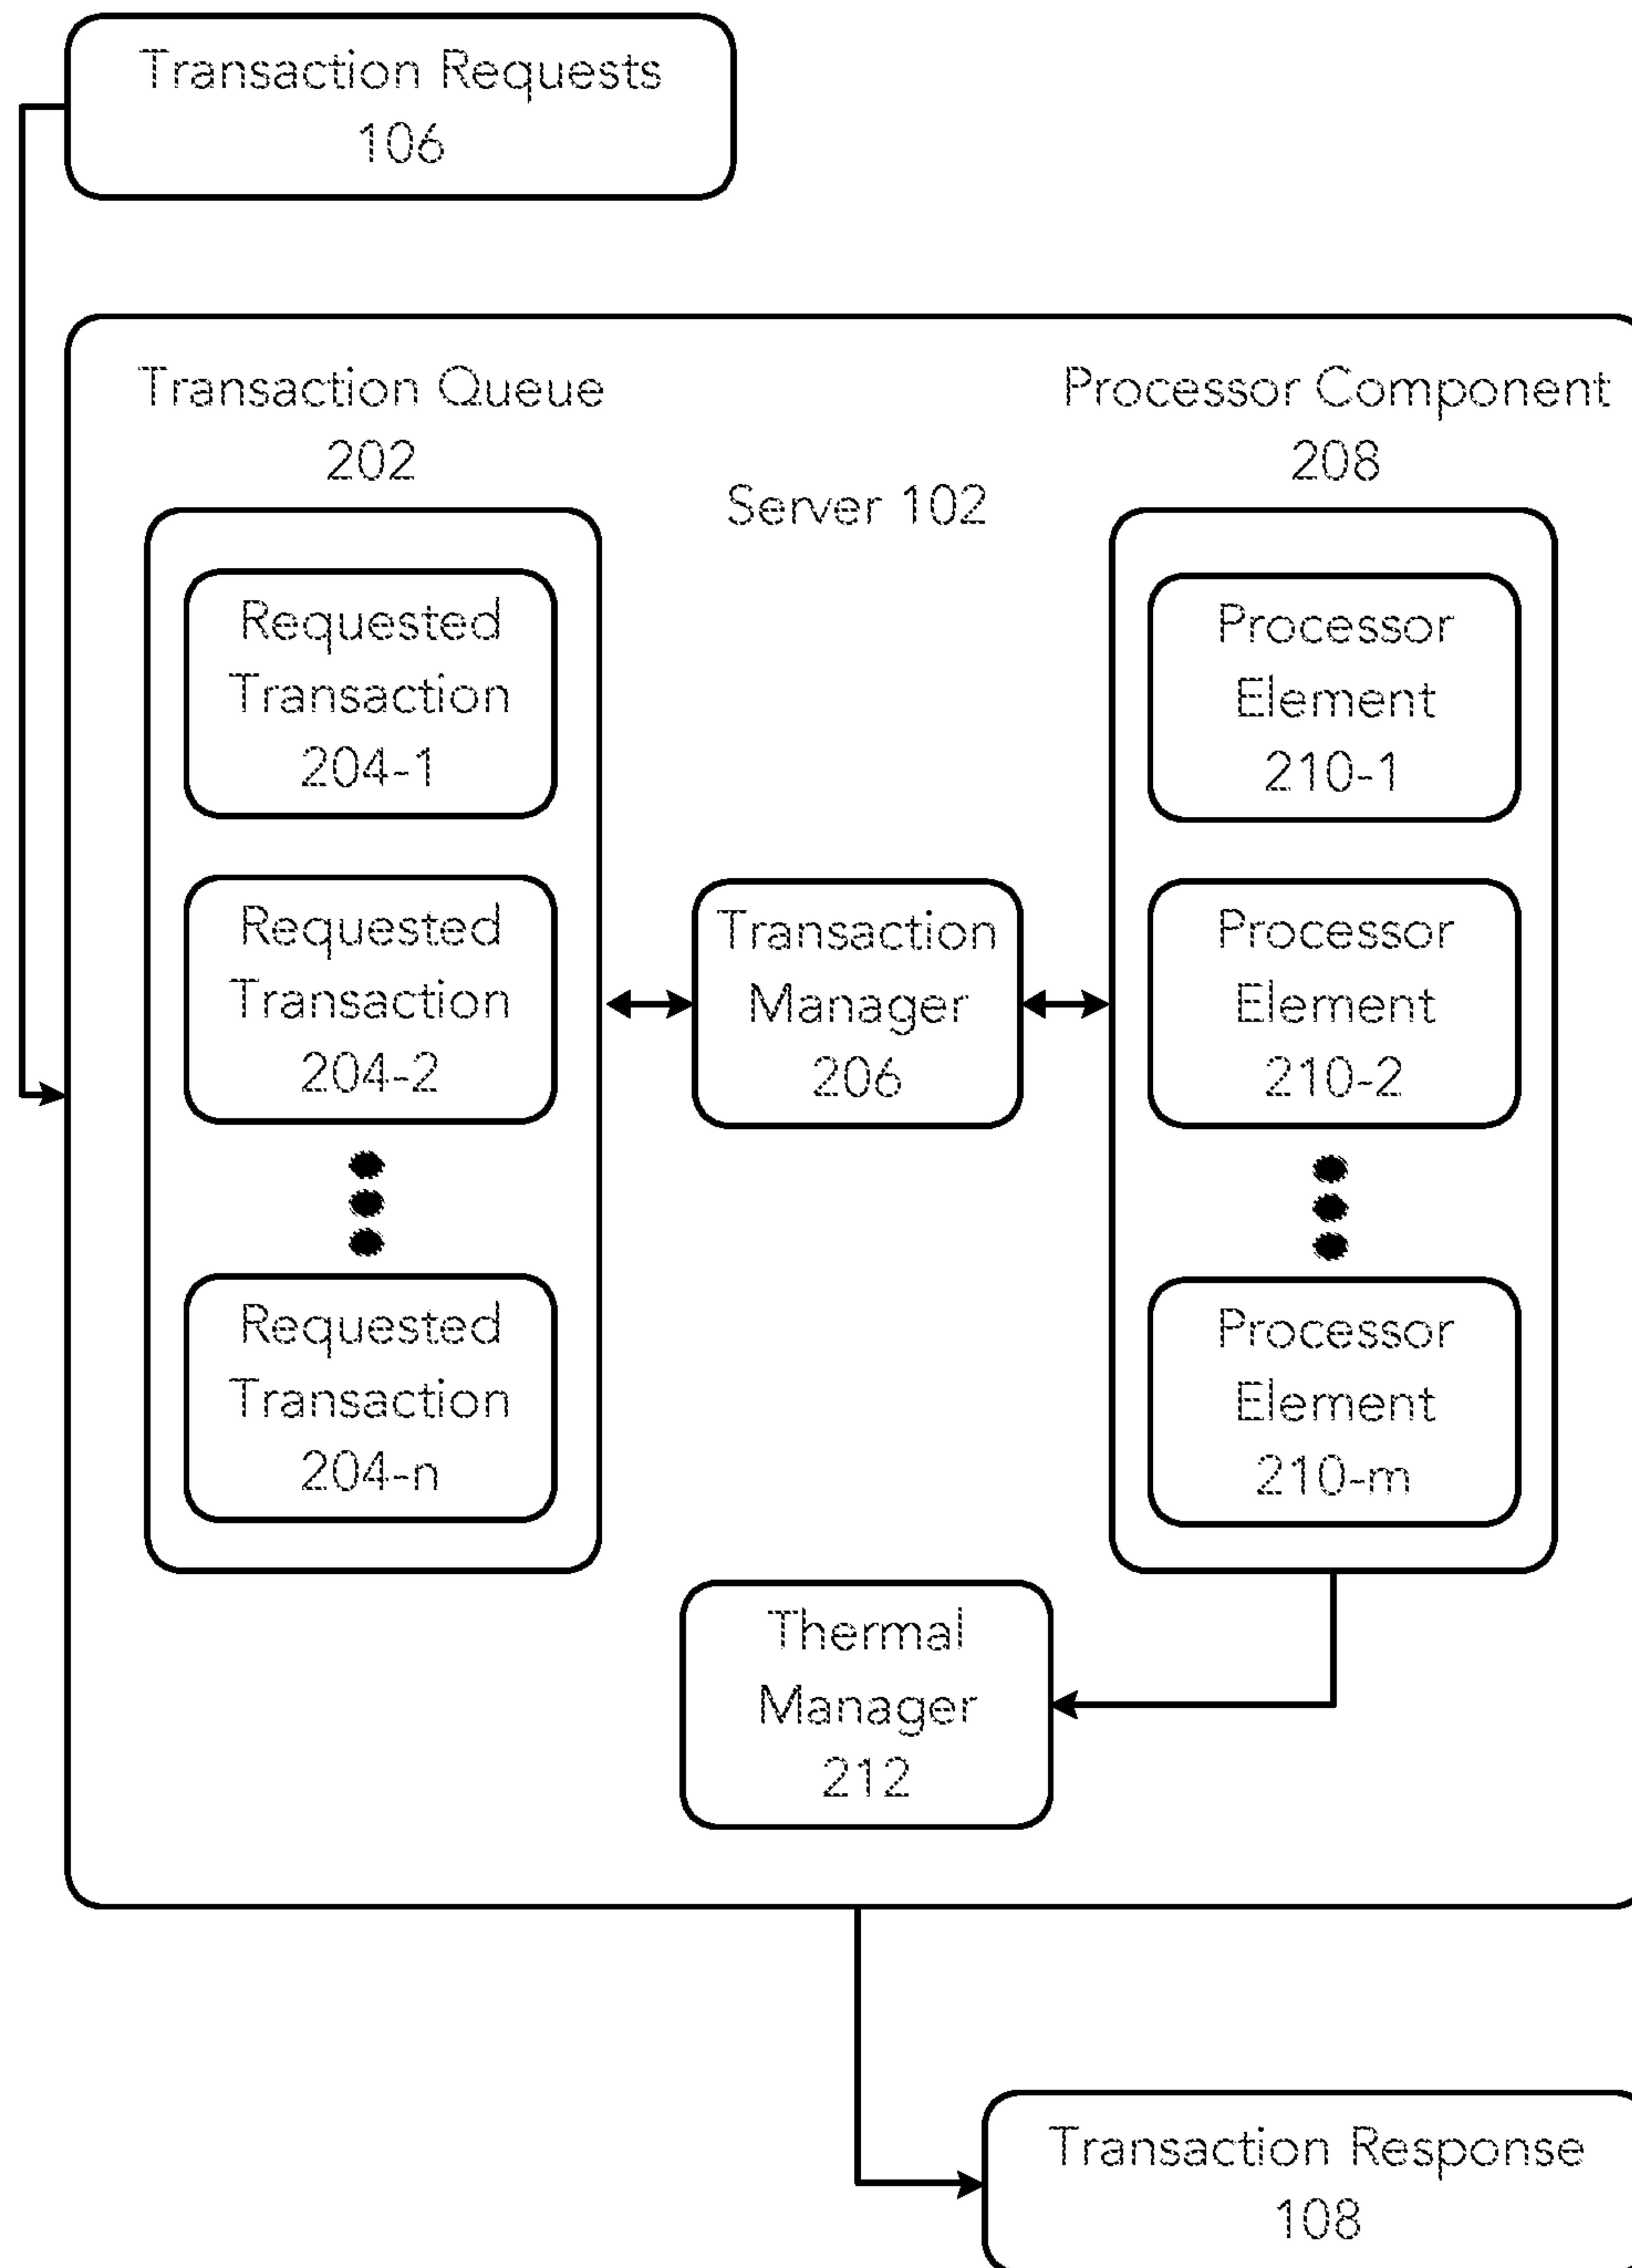 Transaction Requests
106
Transaction Queue
202
Server 102
Processor Component
208
Requested
Transaction
204-1
Requested
Transaction
204-2
Requested
Transaction
204-n
Transaction
Manager
206
Processor
Element
210-1
Processor
Element
210-2
Processor
Element
210-m
Thermal
Manager
212
Transaction Response
108